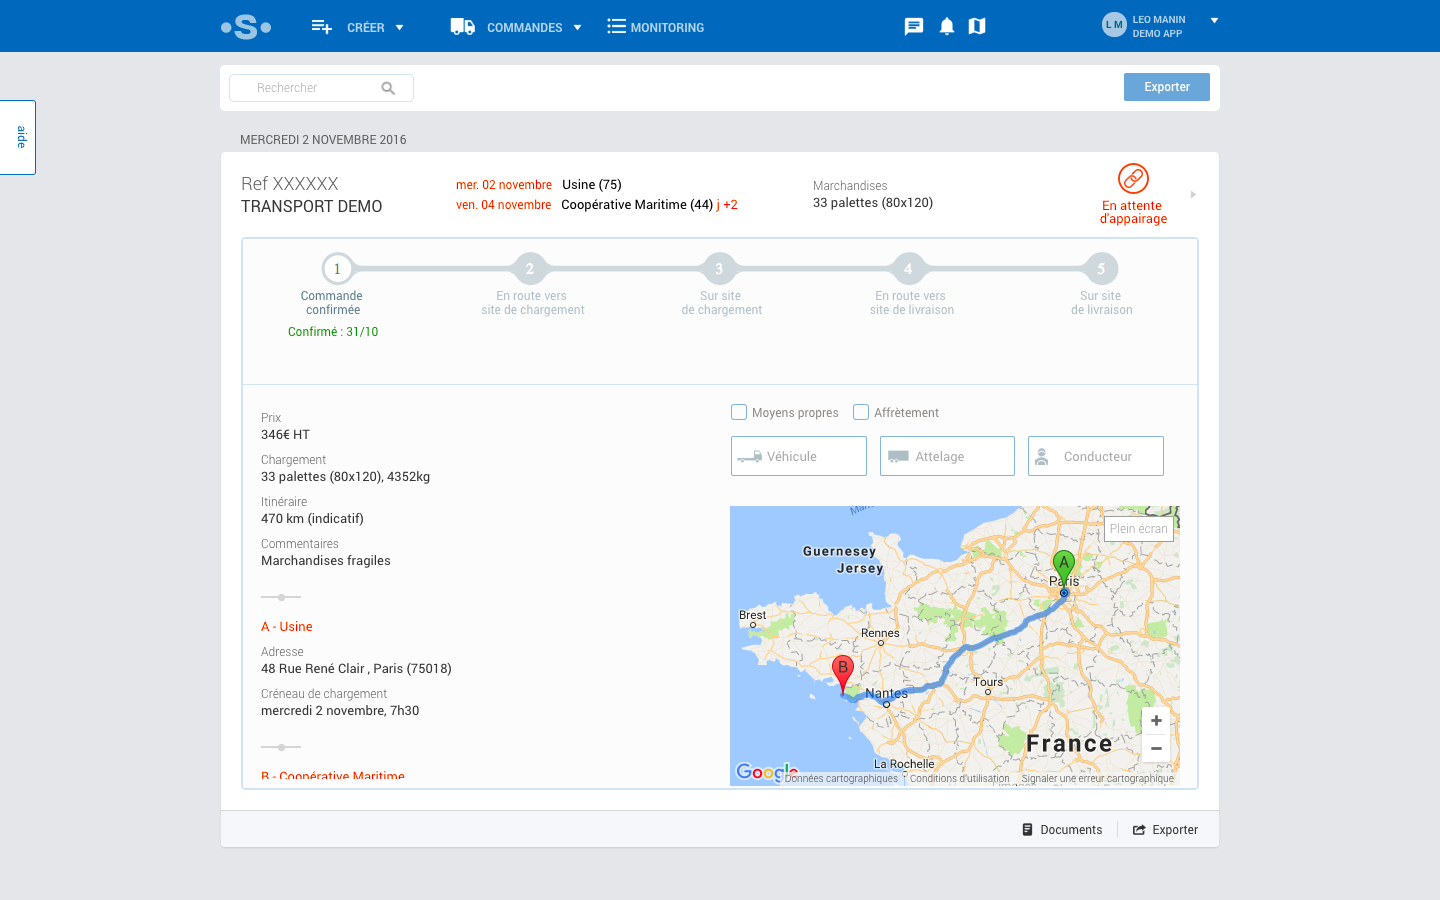 S
CRÉER
COMMANDES
MONITORING
L M
LEO MANIN
DEMO APP
Rechercher
Exporter
aide
MERCREDI 2 NOVEMBRE 2016
Ref XXXXXX
TRANSPORT DEMO
mer. 02 novembre Usine (75)
ven. 04 novembre Coopérative Maritime (44) j +2
Marchandises
33 palettes (80x120)
En attente
d'appairage
1
2
3
4
5
Commande
confirmée
Confirmé : 31/10
En route vers
site de chargement
Sur site
de chargement
En route vers
site de livraison
Sur site
de livraison
Prix
346€ HT
Chargement
33 palettes (80x120), 4352kg
Itinéraire
470 km (indicatif)
Commentaires
Marchandises fragiles
A - Usine
Adresse
48 Rue René Clair , Paris (75018)
Créneau de chargement
mercredi 2 novembre, 7h30
B - Coopérative Maritime
Moyens propres
Affrètement
Véhicule
Attelage
Conducteur
Plein écran
Guernesey
Jersey
A
Paris
Brest
Rennes
B
Nantes
Tours
France
La Rochelle
+
−
Google
Données cartographiques
Conditions d'utilisation
Signaler une erreur cartographique
Documents
Exporter